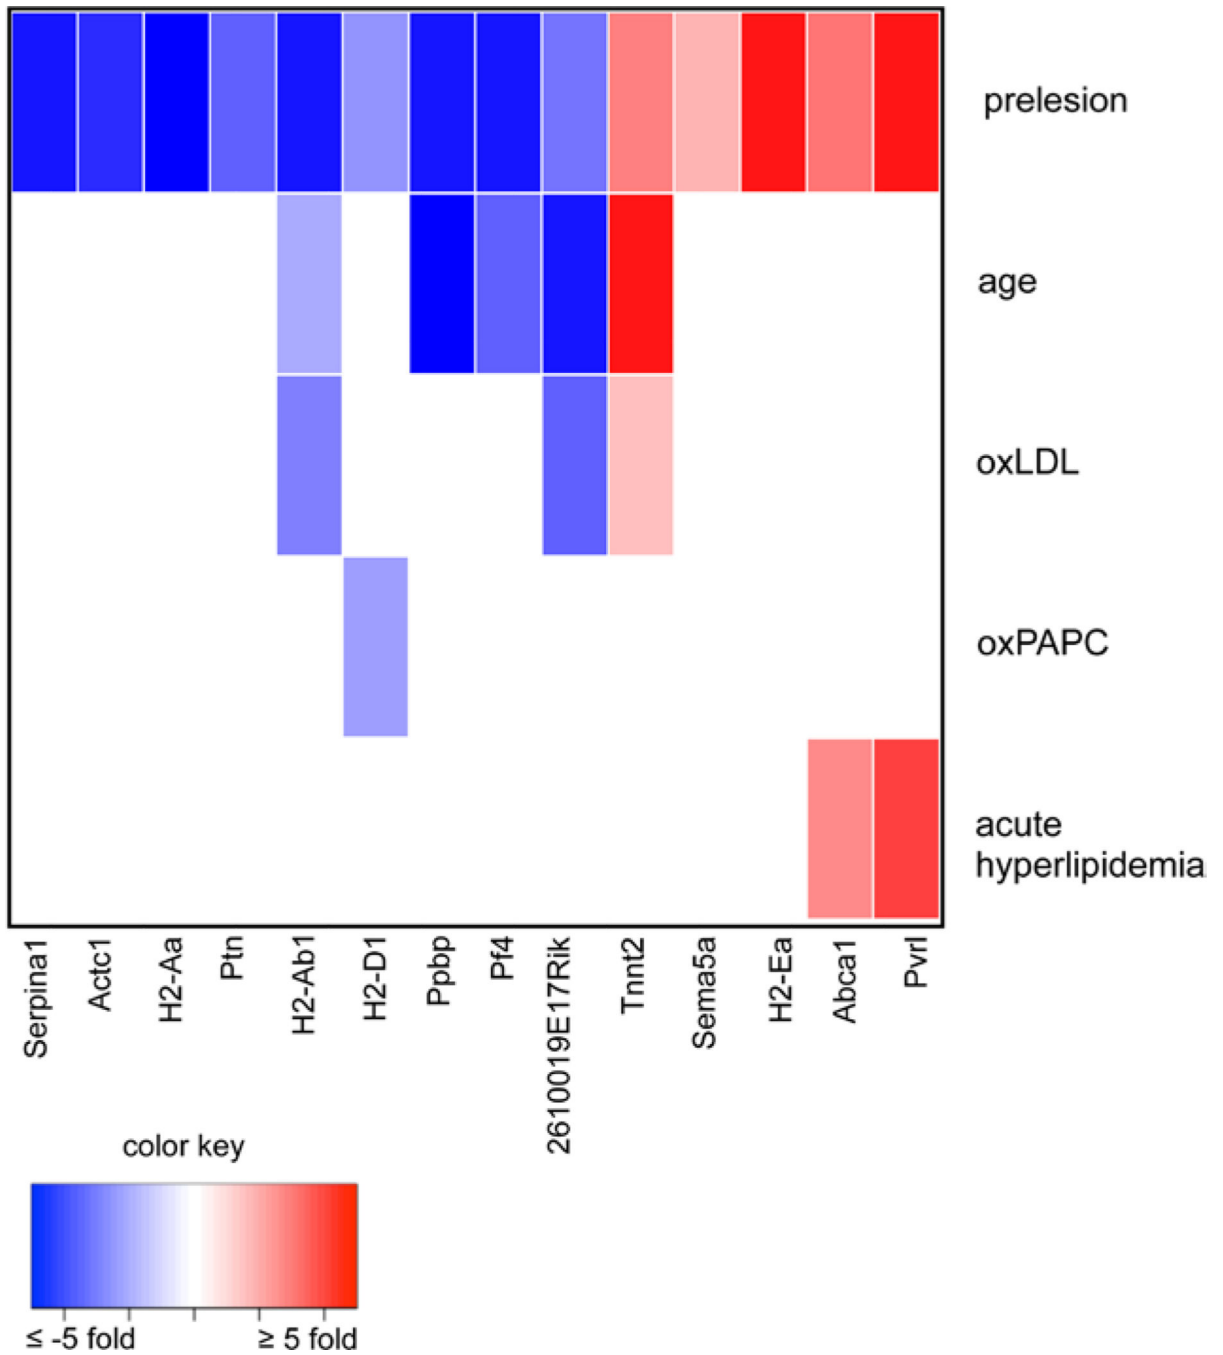 prelesion
age
oxLDL
oxPAPC
acute
hyperlipidemia
Serpina1
Actc1
H2-Aa
Ptn
H2-Ab1
H2-D1
Ppbp
Pf4
2610019E17Rik
Tnnt2
Sema5a
H2-Ea
Abca1
Pvrl
color key
≤ -5 fold
≥ 5 fold